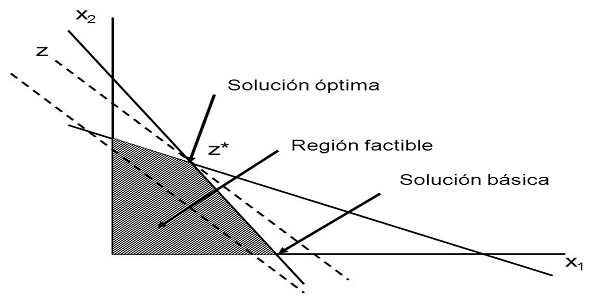 x2
z
Solución óptima
z*
Región factible
Solución básica
x1